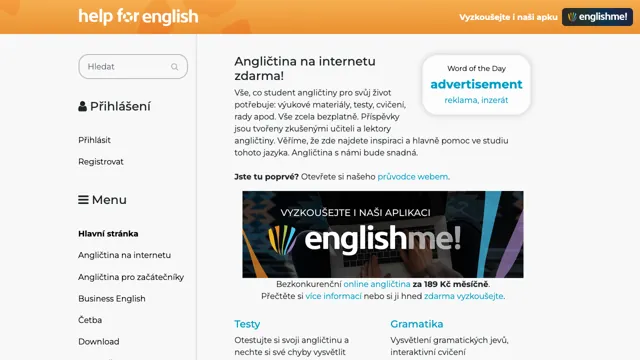 help for english
Vyzkoušejte i naši apku
englishme!
Hledat
Přihlášení
Přihlásit
Registrovat
Menu
Hlavní stránka
Angličtina na internetu
Angličtina pro začátečníky
Business English
Četba
Download
Angličtina na internetu
zdarma!
Vše, co student angličtiny pro svůj život
potřebuje: výukové materiály, testy, cvičení,
rady apod. Vše zcela bezplatně. Příspěvky
jsou tvořeny zkušenými učiteli a lektory
angličtiny. Věříme, že zde najdete inspiraci a hlavně pomoc ve studiu
tohoto jazyka. Angličtina s námi bude snadná.
Word of the Day
advertisement
reklama, inzerát
Jste tu poprvé? Otevřete si našeho průvodce webem.
VYZKOUŠEJTE I NAŠI APLIKACI
englishme!
Bezkonkurenční online angličtina za 189 Kč měsíčně.
Přečtěte si více informací nebo si ji hned zdarma vyzkoušejte.
Testy
Otestujte si svoji angličtinu a
nechte si své chyby vysvětlit
Gramatika
Vysvětlení gramatických jevů,
interaktivní cvičení